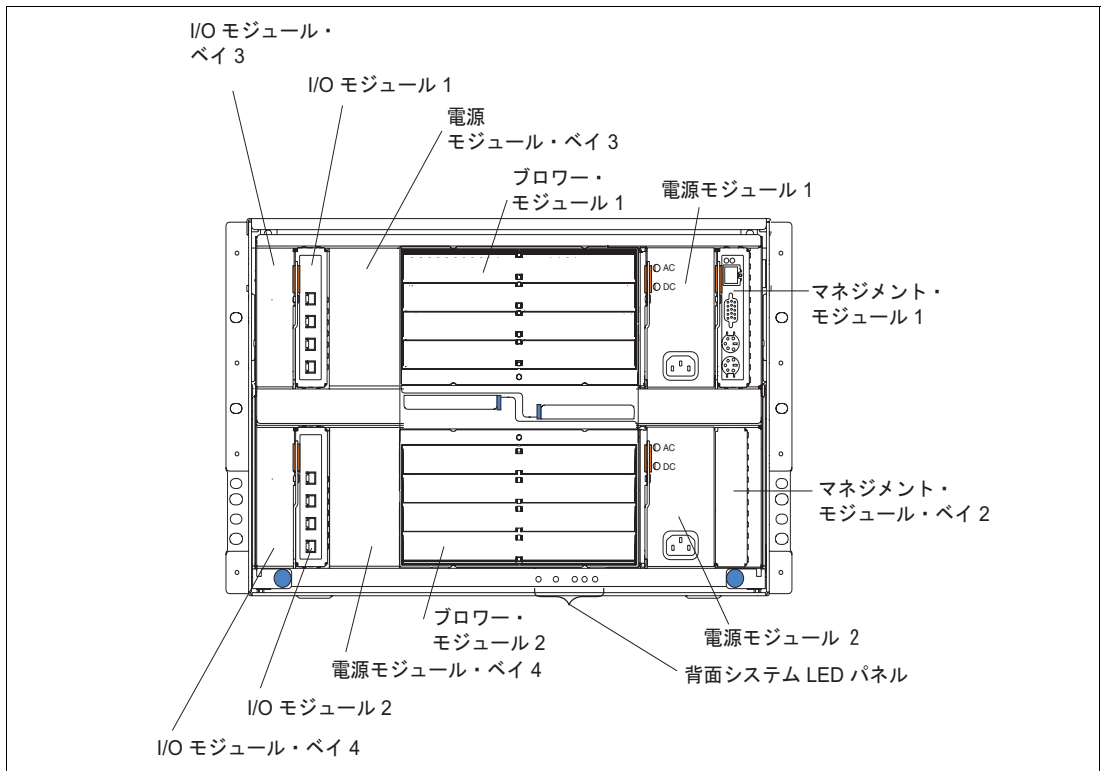 I/O モジュール・
ベイ 3
I/O モジュール 1
電源
モジュール・ベイ 3
ブロワー・
モジュール 1
電源モジュール 1
AC
DC
マネジメント・
モジュール 1
AC
DC
マネジメント・
モジュール・ベイ 2
ブロワー・
モジュール 2
電源モジュール 2
電源モジュール・ベイ 4
背面システム LED パネル
I/O モジュール 2
I/O モジュール・ベイ 4